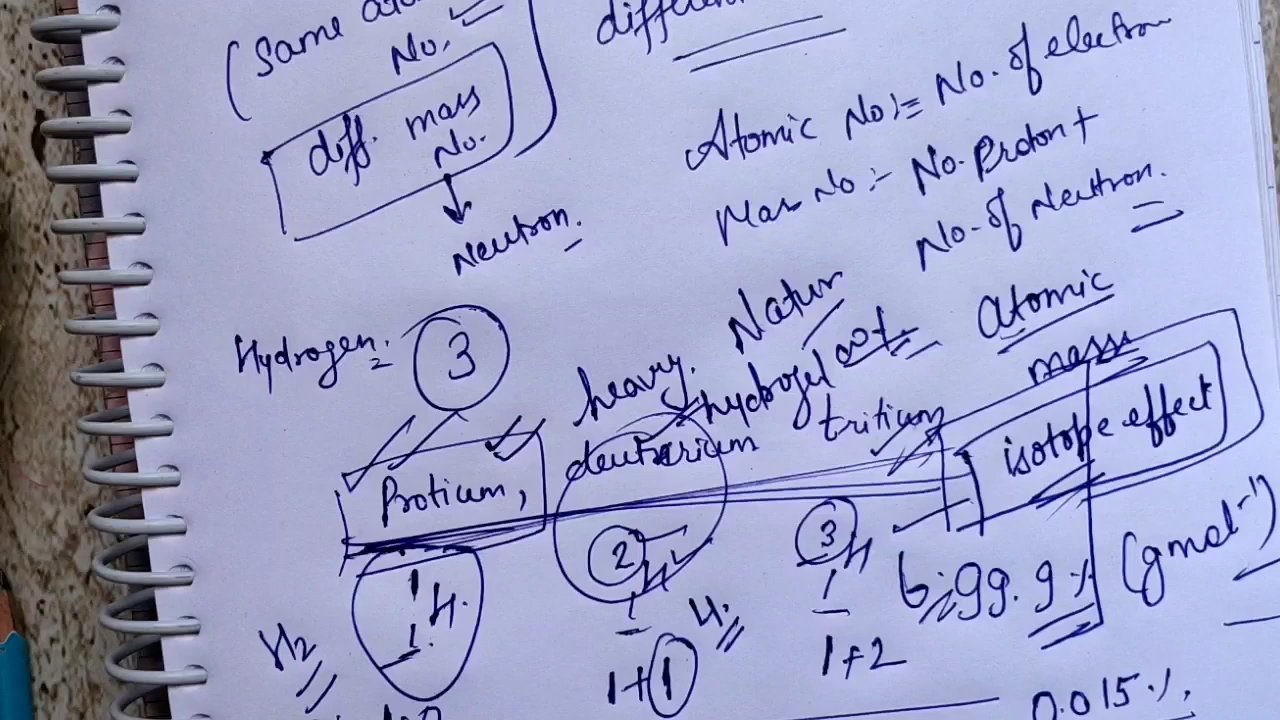 (Same
No.
diff. mass
No.
Neutron.
different
Atomic No:= No. of electron
Mass No :- No. Proton +
No. of Neutron.
Hydrogen.
3
Natur
heavy.
hydrogel
Atomic
mass
Protium,
deuterium
tritium
isotope effect
1
H.
1
2
H
1
3
H
1
H2
1+1
1+2
99.9%
(gmol-1)
0.015%